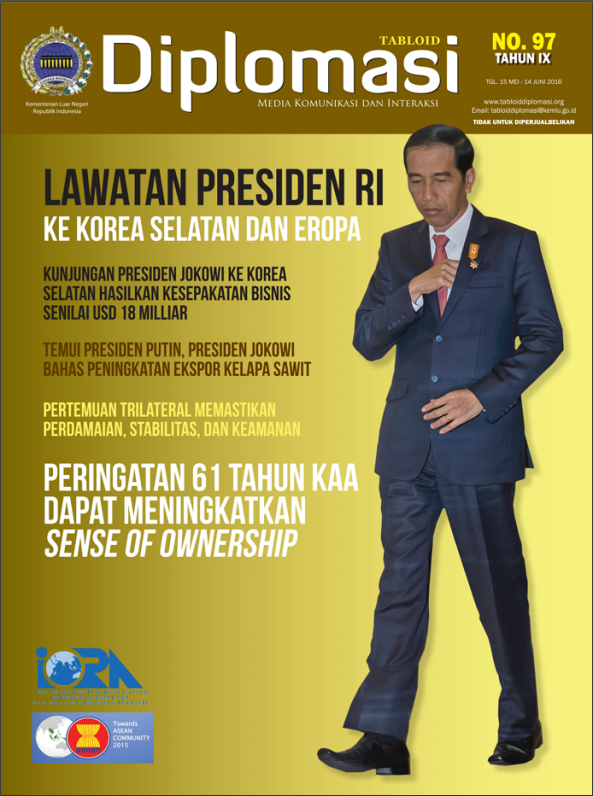 TABLOID
Diplomasi
MEDIA KOMUNIKASI DAN INTERAKSI
Kementerian Luar Negeri
Republik Indonesia
NO. 97
TAHUN IX
TGL. 15 MEI - 14 JUNI 2016
www.tabloiddiplomasi.org
Email: tabloiddiplomasi@kemlu.go.id
TIDAK UNTUK DIPERJUALBELIKAN
LAWATAN PRESIDEN RI
KE KOREA SELATAN DAN EROPA
KUNJUNGAN PRESIDEN JOKOWI KE KOREA
SELATAN HASILKAN KESEPAKATAN BISNIS
SENILAI USD 18 MILLIAR
TEMUI PRESIDEN PUTIN, PRESIDEN JOKOWI
BAHAS PENINGKATAN EKSPOR KELAPA SAWIT
PERTEMUAN TRILATERAL MEMASTIKAN
PERDAMAIAN, STABILITAS, DAN KEAMANAN
PERINGATAN 61 TAHUN KAA
DAPAT MENINGKATKAN
SENSE OF OWNERSHIP
iORA
Towards
ASEAN
COMMUNITY
2015
asean